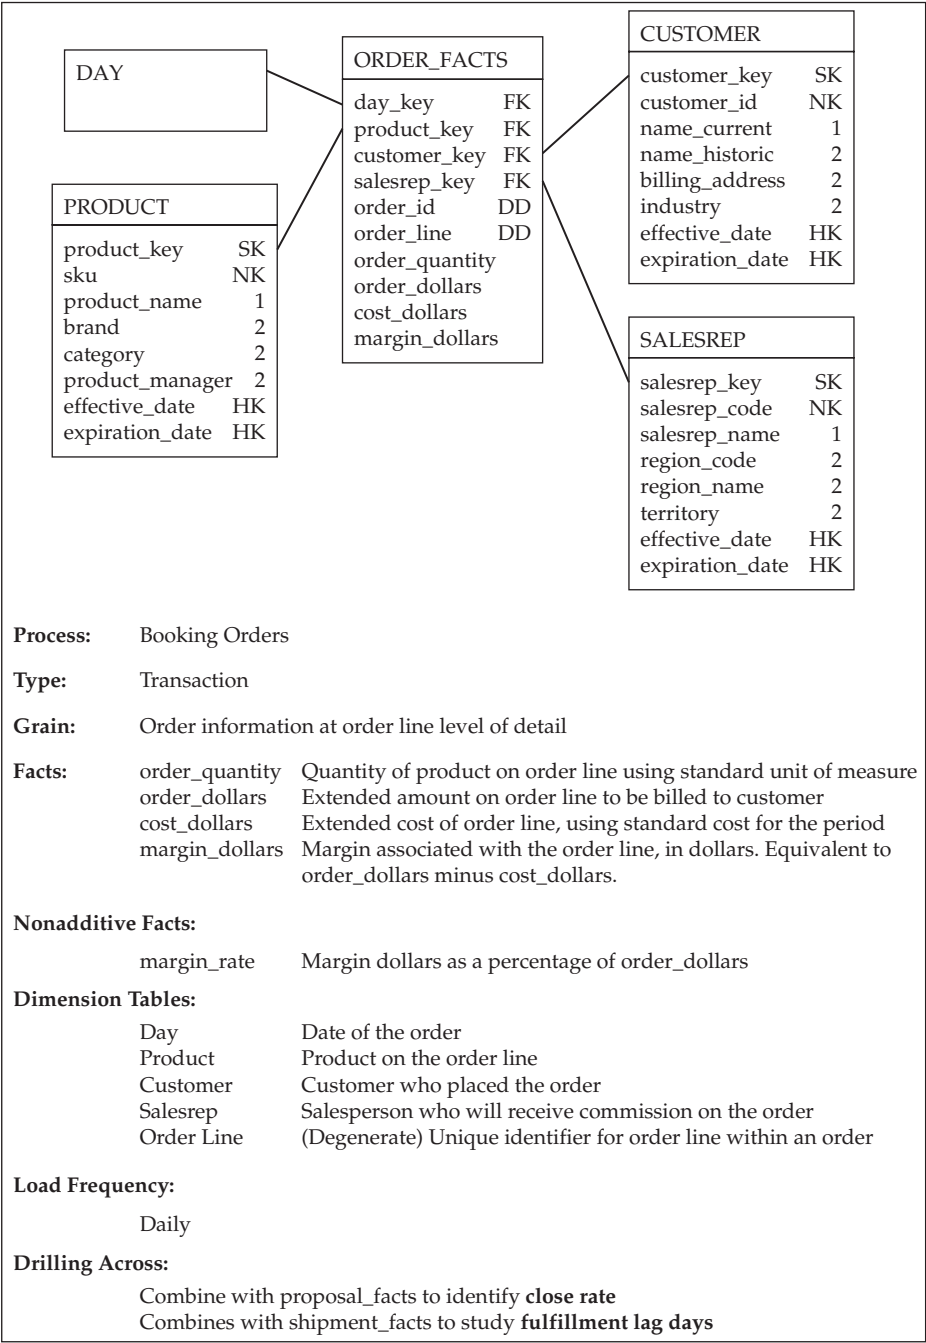 DAY
PRODUCT
product_key SK
sku NK
product_name 1
brand 2
category 2
product_manager 2
effective_date HK
expiration_date HK
ORDER_FACTS
day_key FK
product_key FK
customer_key FK
salesrep_key FK
order_id DD
order_line DD
order_quantity
order_dollars
cost_dollars
margin_dollars
CUSTOMER
customer_key SK
customer_id NK
name_current 1
name_historic 2
billing_address 2
industry 2
effective_date HK
expiration_date HK
SALESREP
salesrep_key SK
salesrep_code NK
salesrep_name 1
region_code 2
region_name 2
territory 2
effective_date HK
expiration_date HK
Process: Booking Orders
Type: Transaction
Grain: Order information at order line level of detail
Facts: order_quantity Quantity of product on order line using standard unit of measure
order_dollars Extended amount on order line to be billed to customer
cost_dollars Extended cost of order line, using standard cost for the period
margin_dollars Margin associated with the order line, in dollars. Equivalent to
order_dollars minus cost_dollars.
Nonadditive Facts:
margin_rate Margin dollars as a percentage of order_dollars
Dimension Tables:
Day Date of the order
Product Product on the order line
Customer Customer who placed the order
Salesrep Salesperson who will receive commission on the order
Order Line (Degenerate) Unique identifier for order line within an order
Load Frequency:
Daily
Drilling Across:
Combine with proposal_facts to identify close rate
Combines with shipment_facts to study fulfillment lag days